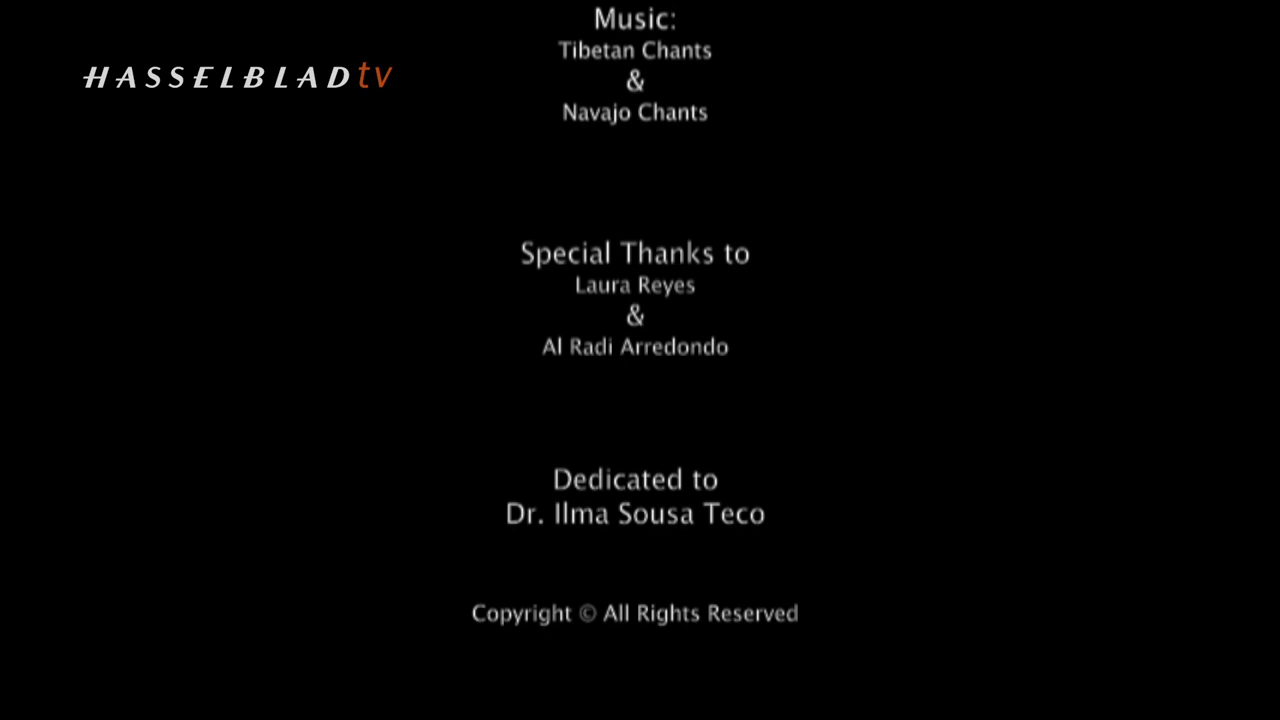 Music:
Tibetan Chants
&
Navajo Chants
HASSELBLADtv
Special Thanks to
Laura Reyes
&
Al Radi Arredondo
Dedicated to
Dr. Ilma Sousa Teco
Copyright © All Rights Reserved